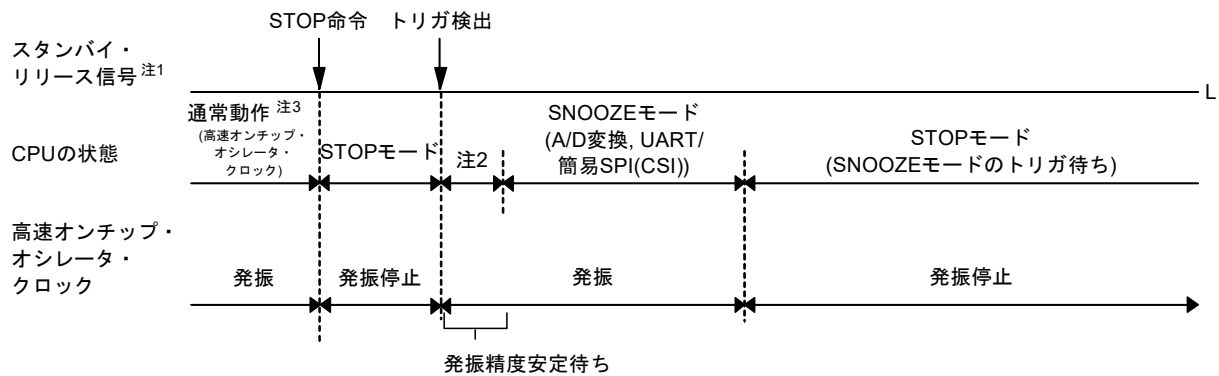 STOP命令 トリガ検出
スタンバイ・
リリース信号 注1
L
通常動作 注3
(高速オンチップ・
オシレータ・
クロック)
CPUの状態
STOPモード
注2
SNOOZEモード
(A/D変換, UART/
簡易SPI(CSI))
STOPモード
(SNOOZEモードのトリガ待ち)
高速オンチップ・
オシレータ・
クロック
発振
発振停止
発振
発振停止
発振精度安定待ち